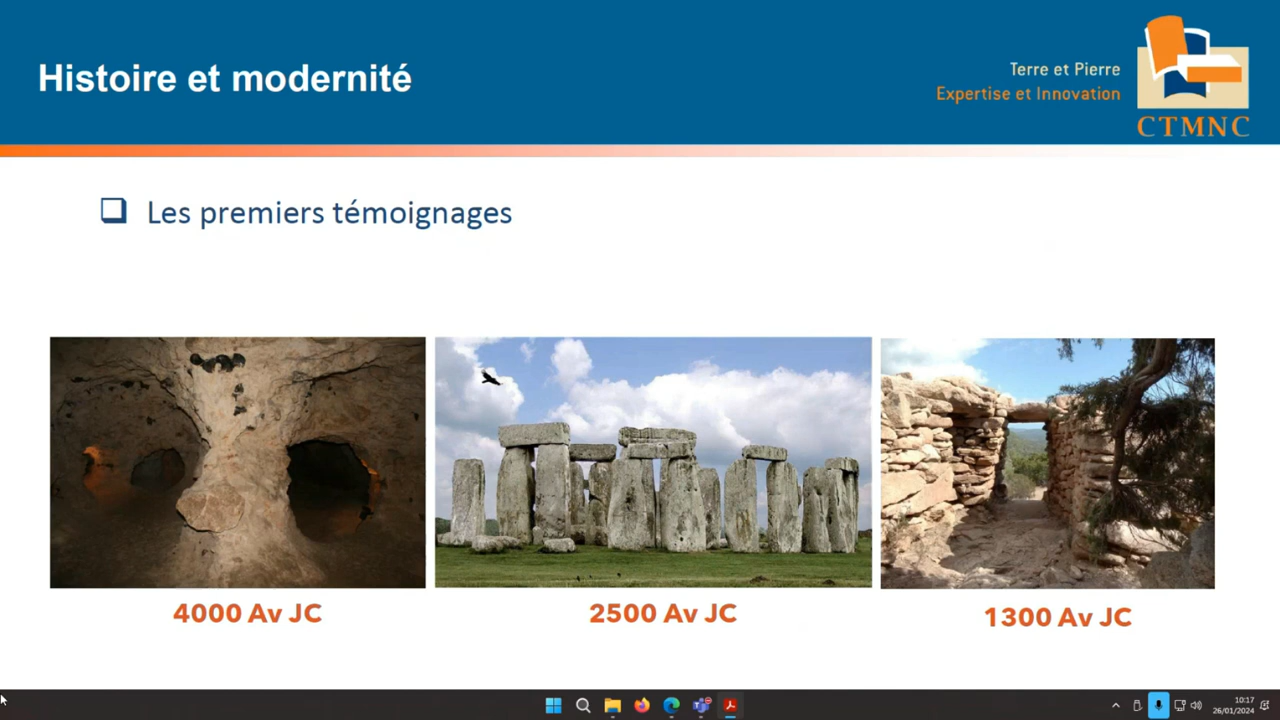 Histoire et modernité
Terre et Pierre
Expertise et Innovation
CTMNC
Les premiers témoignages
4000 Av JC
2500 Av JC
1300 Av JC
10:17
26/01/2024